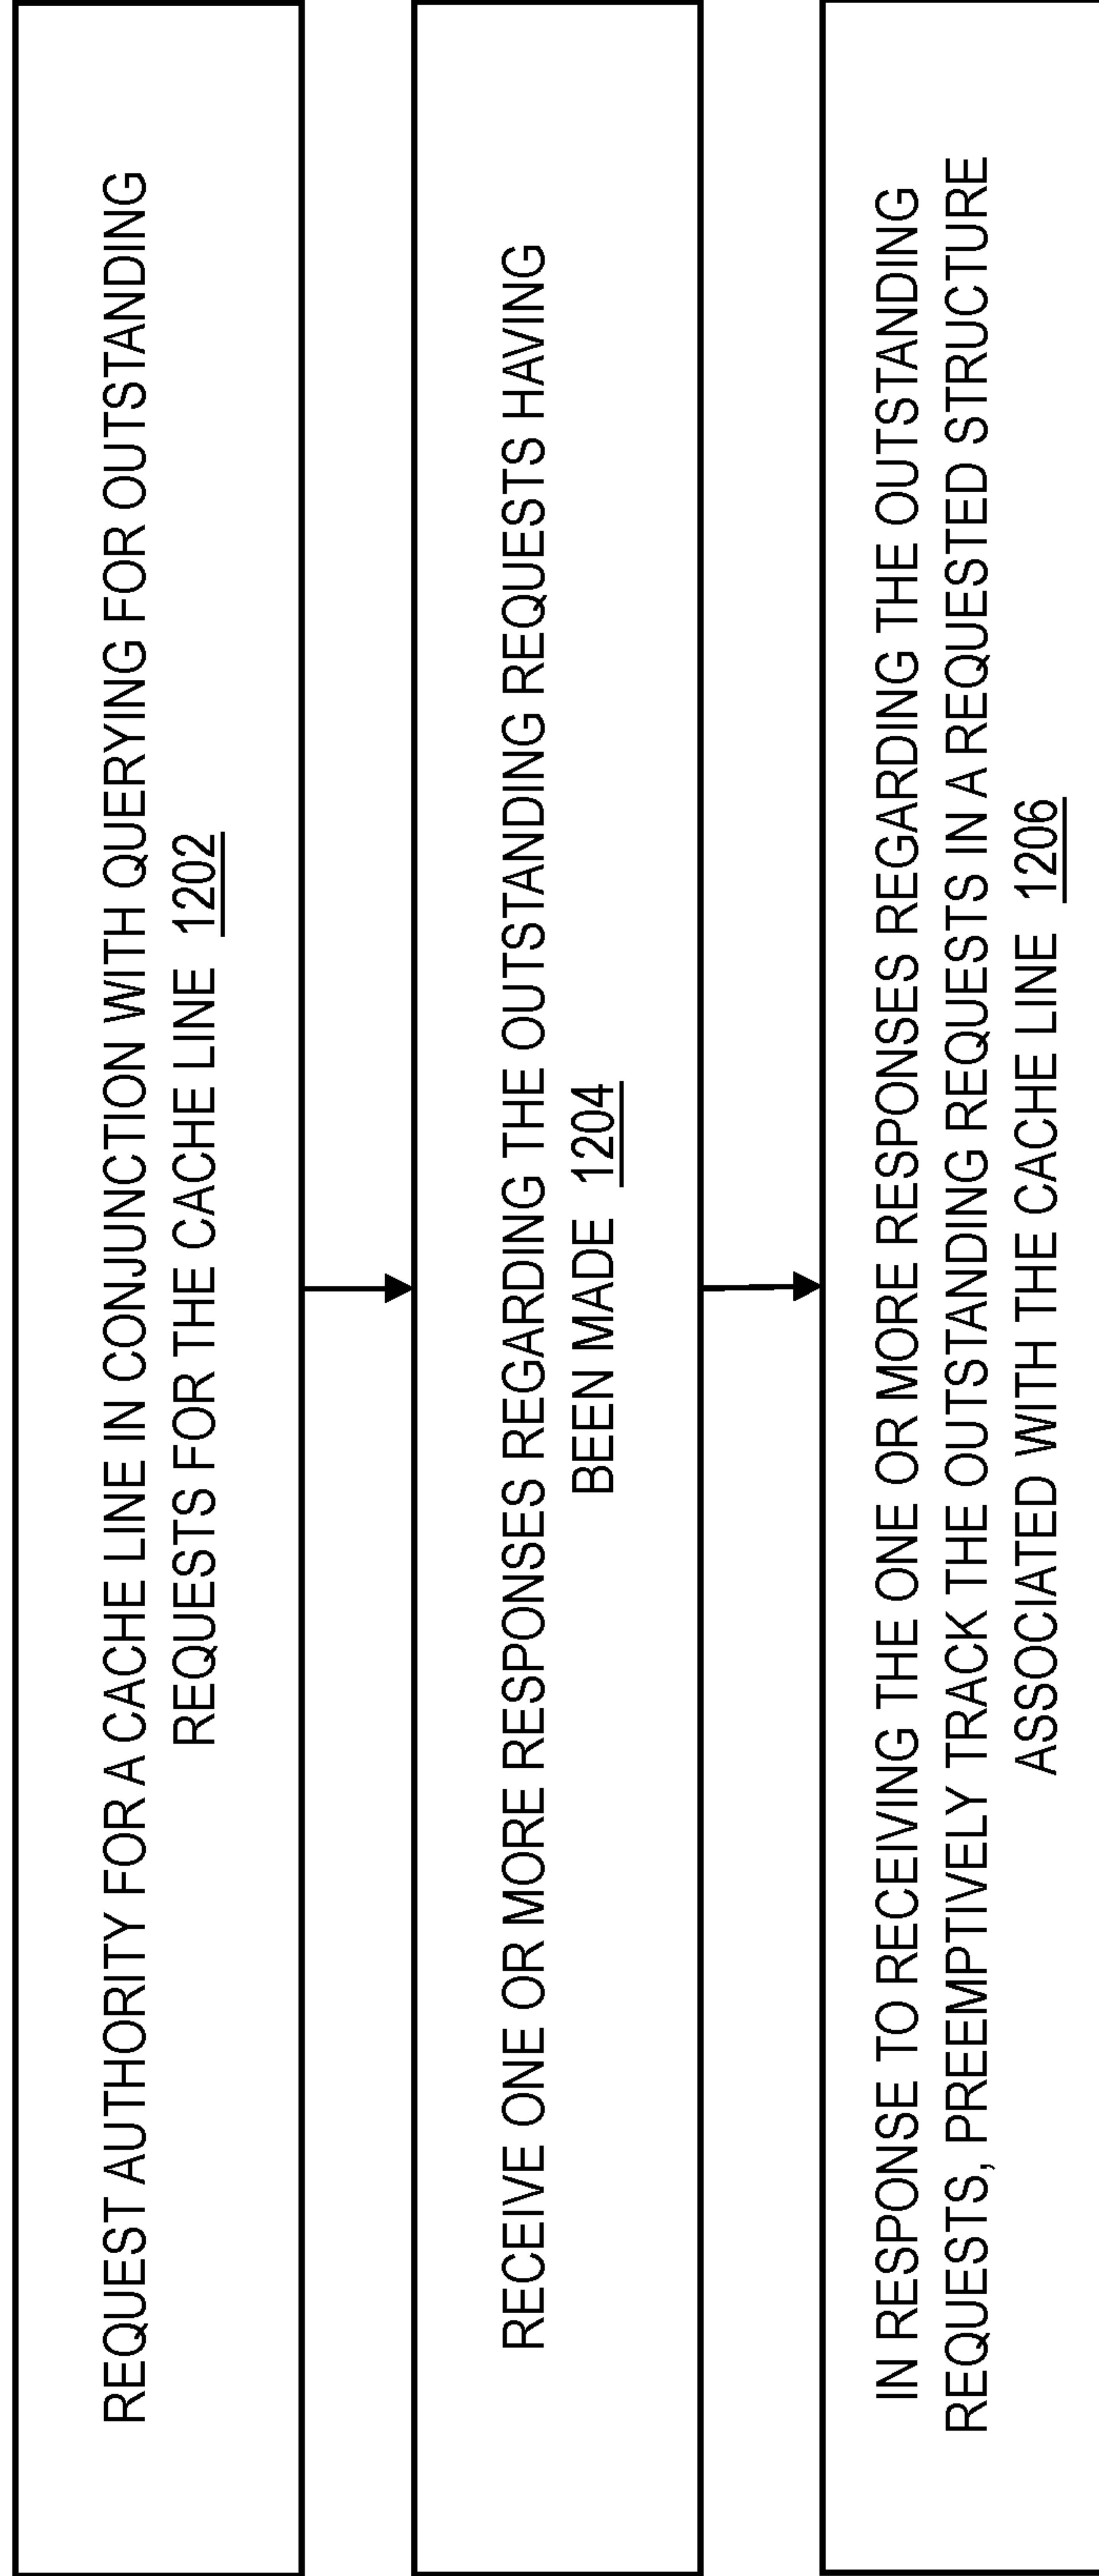 REQUEST AUTHORITY FOR A CACHE LINE IN CONJUNCTION WITH QUERYING FOR OUTSTANDING
REQUESTS FOR THE CACHE LINE 1202
RECEIVE ONE OR MORE RESPONSES REGARDING THE OUTSTANDING REQUESTS HAVING
BEEN MADE 1204
IN RESPONSE TO RECEIVING THE ONE OR MORE RESPONSES REGARDING THE OUTSTANDING
REQUESTS, PREEMPTIVELY TRACK THE OUTSTANDING REQUESTS IN A REQUESTED STRUCTURE
ASSOCIATED WITH THE CACHE LINE 1206